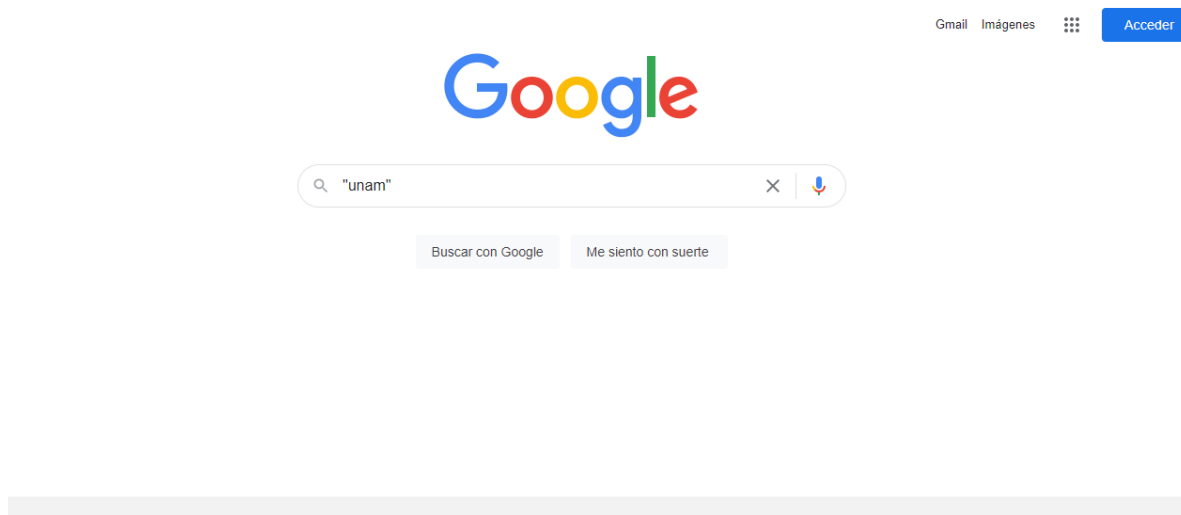 Gmail Imágenes Acceder
Google
"unam"
Buscar con Google Me siento con suerte